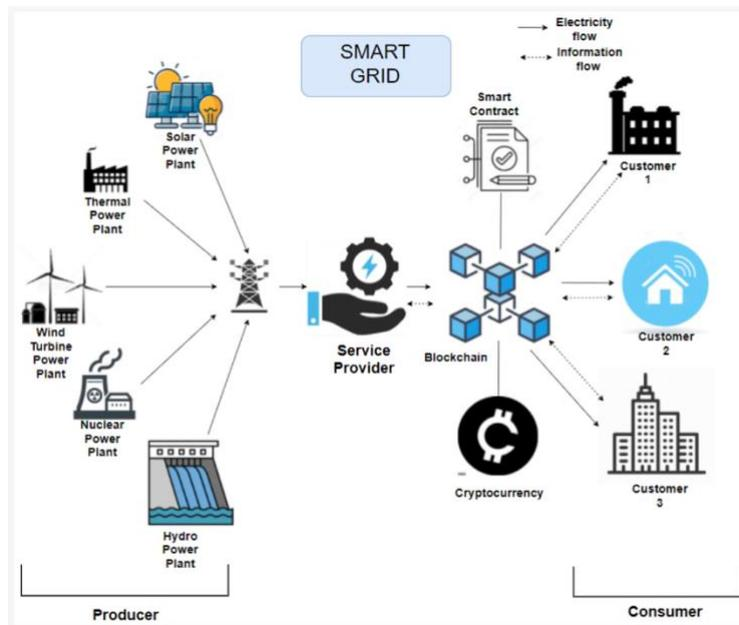 SMART
GRID
Electricity
flow
Information
flow
Solar
Power
Plant
Smart
Contract
Customer
1
Thermal
Power
Plant
Wind
Turbine
Power
Plant
Service
Provider
Blockchain
Customer
2
Nuclear
Power
Plant
Cryptocurrency
Customer
3
Hydro
Power
Plant
Producer
Consumer